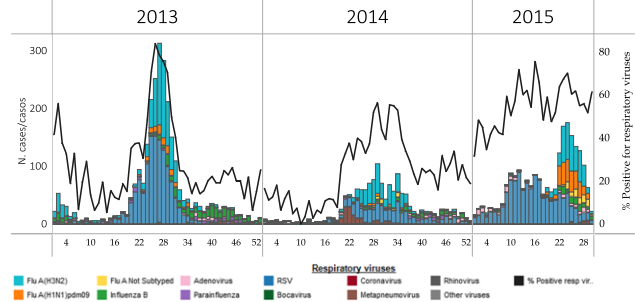 2013 2014 2015
N. cases/casos
300
200
100
0
80
60
40
20
0
% Positive for respiratory viruses
4 10 16 22 28 34 40 46 52 4 10 16 22 28 34 40 46 52 4 10 16 22 28
Respiratory viruses
Flu A(H3N2) Flu A Not Subtyped Adenovirus RSV Coronavirus Rhinovirus % Positive resp vir..
Flu A(H1N1)pdm09 Influenza B Parainfluenza Bocavirus Metapneumovirus Other viruses